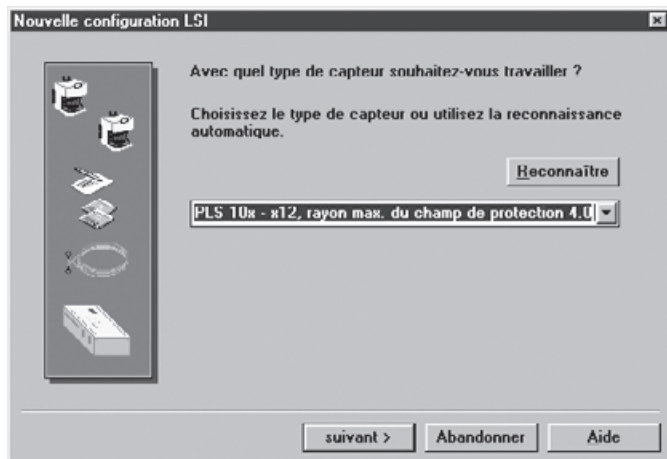 Nouvelle configuration LSI
Avec quel type de capteur souhaitez-vous travailler ?
Choisissez le type de capteur ou utilisez la reconnaissance
automatique.
Reconnaître
PLS 10x - x12, rayon max. du champ de protection 4.0
suivant >
Abandonner
Aide